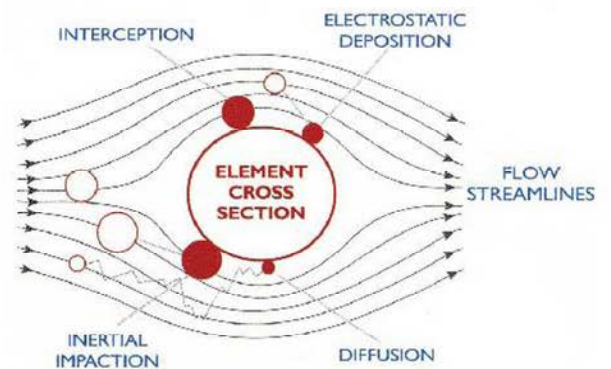 INTERCEPTION
ELECTROSTATIC
DEPOSITION
ELEMENT
CROSS
SECTION
FLOW
STREAMLINES
INERTIAL
IMPACTION
DIFFUSION